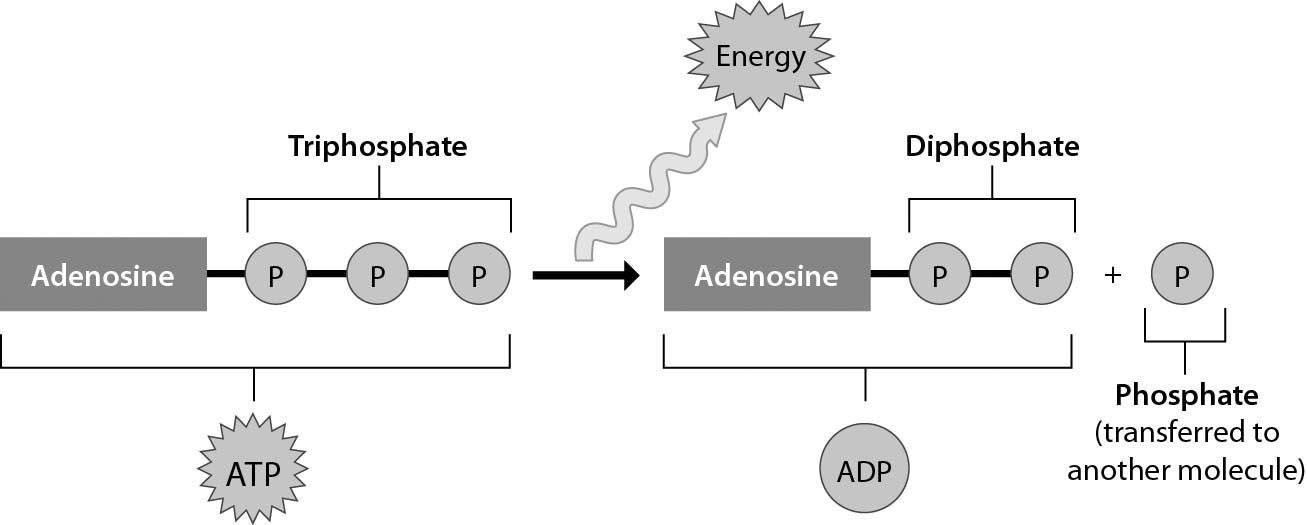 Energy
Triphosphate
Diphosphate
Adenosine P P P
Adenosine P P + P
ATP
ADP
Phosphate
(transferred to
another molecule)